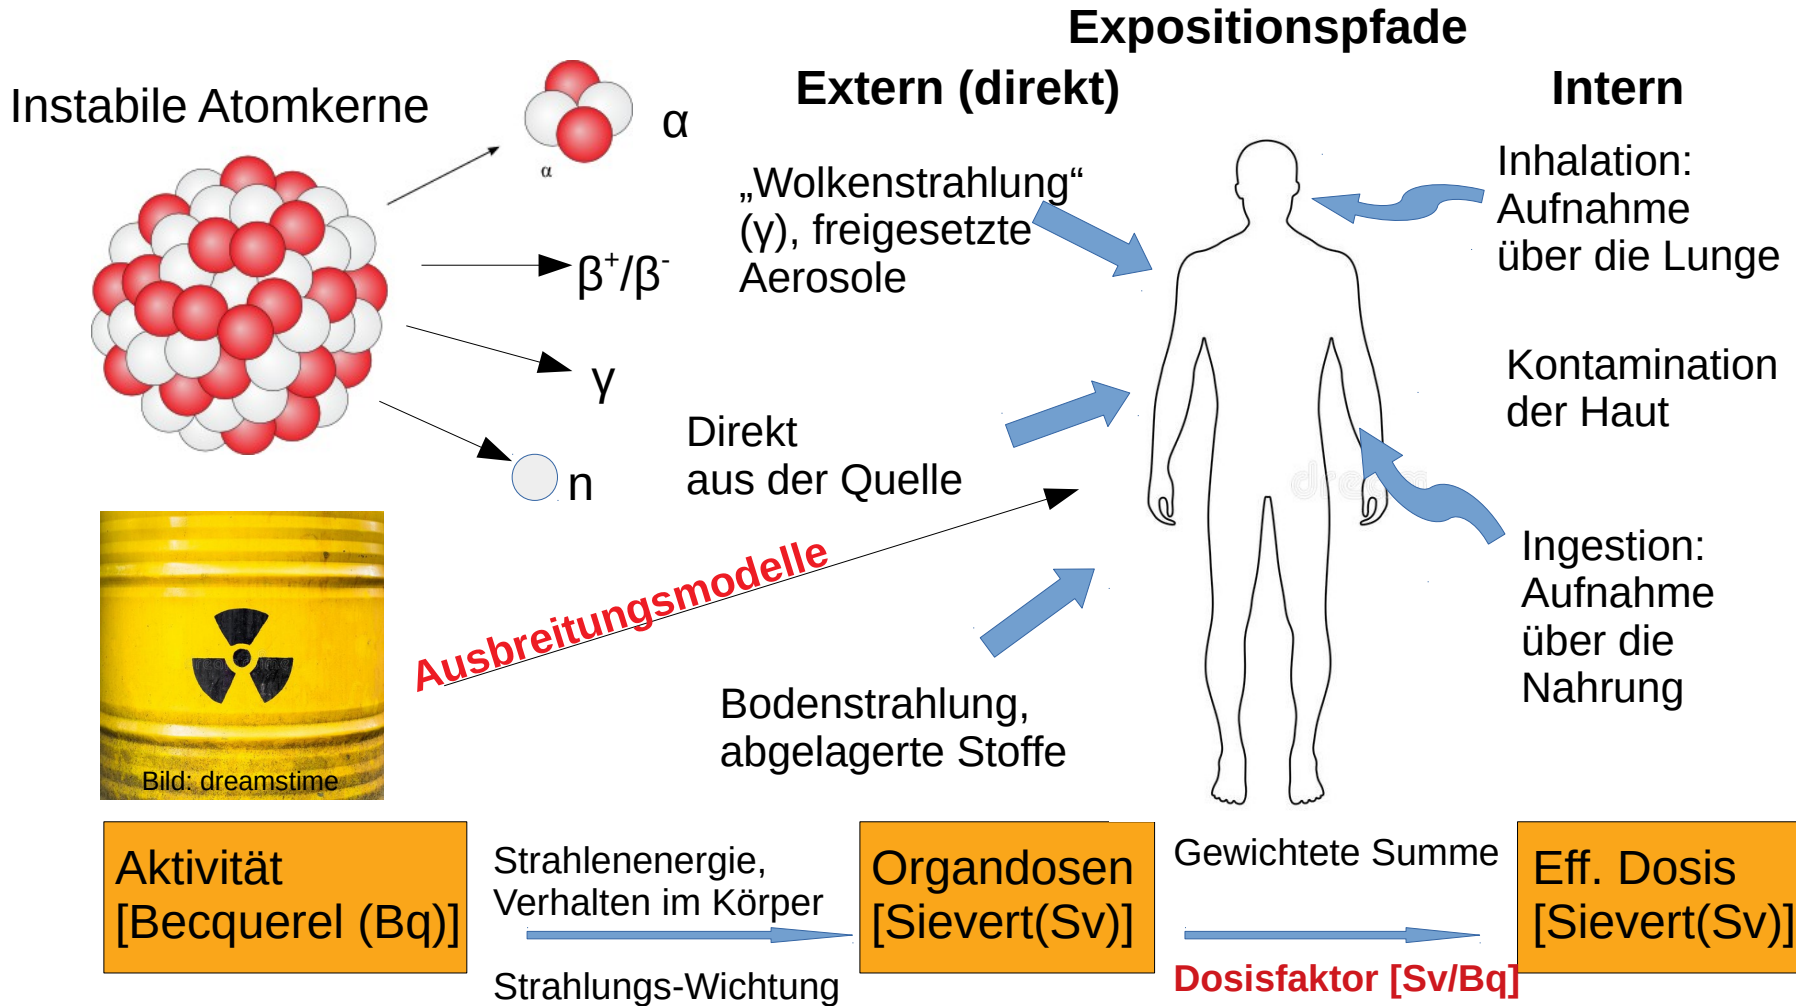 Expositionspfade
Extern (direkt)
Intern
Instabile Atomkerne
α
α
β⁺/β⁻
γ
n
„Wolkenstrahlung“
(γ), freigesetzte
Aerosole
Direkt
aus der Quelle
Ausbreitungsmodelle
Bodenstrahlung,
abgelagerte Stoffe
Inhalation:
Aufnahme
über die Lunge
Kontamination
der Haut
Ingestion:
Aufnahme
über die
Nahrung
Bild: dreamstime
Aktivität
[Becquerel (Bq)]
Strahlenenergie,
Verhalten im Körper
Strahlungs-Wichtung
Organdosen
[Sievert(Sv)]
Gewichtete Summe
Dosisfaktor [Sv/Bq]
Eff. Dosis
[Sievert(Sv)]